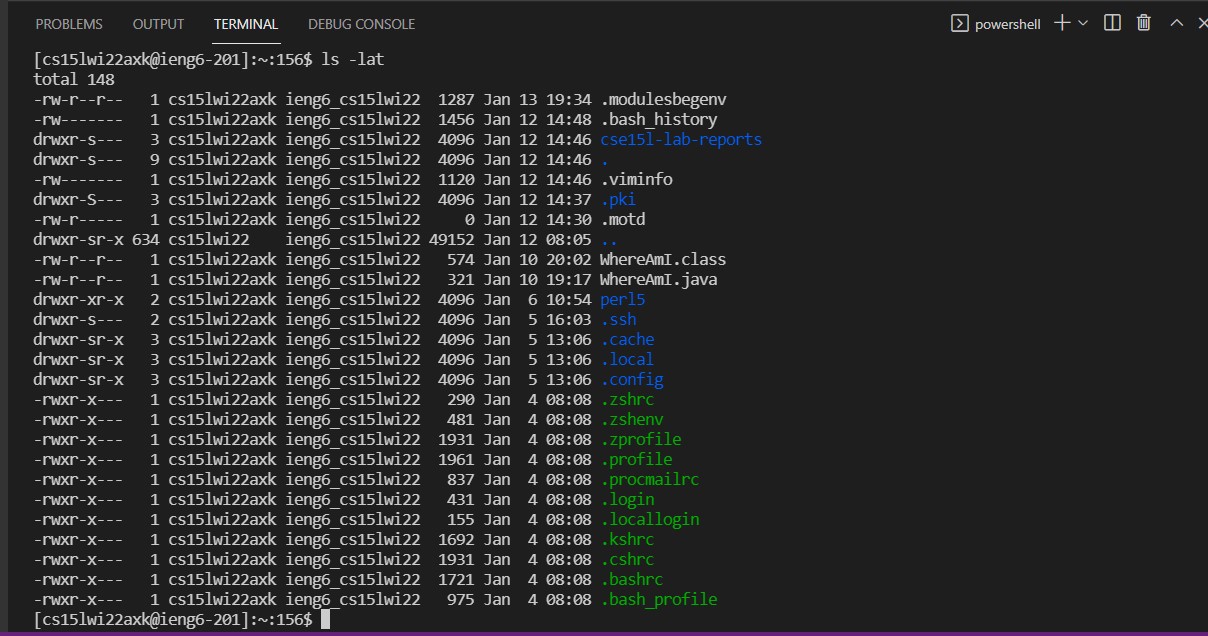 PROBLEMS OUTPUT TERMINAL DEBUG CONSOLE powershell
[cs15lwi22axk@ieng6-201]:~:156$ ls -lat
total 148
-rw-r--r--   1 cs15lwi22axk ieng6_cs15lwi22  1287 Jan 13 19:34 .modulesbegenv
-rw-------   1 cs15lwi22axk ieng6_cs15lwi22  1456 Jan 12 14:48 .bash_history
drwxr-s---   3 cs15lwi22axk ieng6_cs15lwi22  4096 Jan 12 14:46 cse15l-lab-reports
drwxr-s---   9 cs15lwi22axk ieng6_cs15lwi22  4096 Jan 12 14:46 .
-rw-------   1 cs15lwi22axk ieng6_cs15lwi22  1120 Jan 12 14:46 .viminfo
drwxr-S---   3 cs15lwi22axk ieng6_cs15lwi22  4096 Jan 12 14:37 .pki
-rw-r-----   1 cs15lwi22axk ieng6_cs15lwi22     0 Jan 12 14:30 .motd
drwxr-sr-x 634 cs15lwi22    ieng6_cs15lwi22 49152 Jan 12 08:05 ..
-rw-r--r--   1 cs15lwi22axk ieng6_cs15lwi22   574 Jan 10 20:02 WhereAmI.class
-rw-r--r--   1 cs15lwi22axk ieng6_cs15lwi22   321 Jan 10 19:17 WhereAmI.java
drwxr-xr-x   2 cs15lwi22axk ieng6_cs15lwi22  4096 Jan  6 10:54 perl5
drwxr-s---   2 cs15lwi22axk ieng6_cs15lwi22  4096 Jan  5 16:03 .ssh
drwxr-sr-x   3 cs15lwi22axk ieng6_cs15lwi22  4096 Jan  5 13:06 .cache
drwxr-sr-x   3 cs15lwi22axk ieng6_cs15lwi22  4096 Jan  5 13:06 .local
drwxr-sr-x   3 cs15lwi22axk ieng6_cs15lwi22  4096 Jan  5 13:06 .config
-rwxr-x---   1 cs15lwi22axk ieng6_cs15lwi22   290 Jan  4 08:08 .zshrc
-rwxr-x---   1 cs15lwi22axk ieng6_cs15lwi22   481 Jan  4 08:08 .zshenv
-rwxr-x---   1 cs15lwi22axk ieng6_cs15lwi22  1931 Jan  4 08:08 .zprofile
-rwxr-x---   1 cs15lwi22axk ieng6_cs15lwi22  1961 Jan  4 08:08 .profile
-rwxr-x---   1 cs15lwi22axk ieng6_cs15lwi22   837 Jan  4 08:08 .procmailrc
-rwxr-x---   1 cs15lwi22axk ieng6_cs15lwi22   431 Jan  4 08:08 .login
-rwxr-x---   1 cs15lwi22axk ieng6_cs15lwi22   155 Jan  4 08:08 .locallogin
-rwxr-x---   1 cs15lwi22axk ieng6_cs15lwi22  1692 Jan  4 08:08 .kshrc
-rwxr-x---   1 cs15lwi22axk ieng6_cs15lwi22  1931 Jan  4 08:08 .cshrc
-rwxr-x---   1 cs15lwi22axk ieng6_cs15lwi22  1721 Jan  4 08:08 .bashrc
-rwxr-x---   1 cs15lwi22axk ieng6_cs15lwi22   975 Jan  4 08:08 .bash_profile
[cs15lwi22axk@ieng6-201]:~:156$